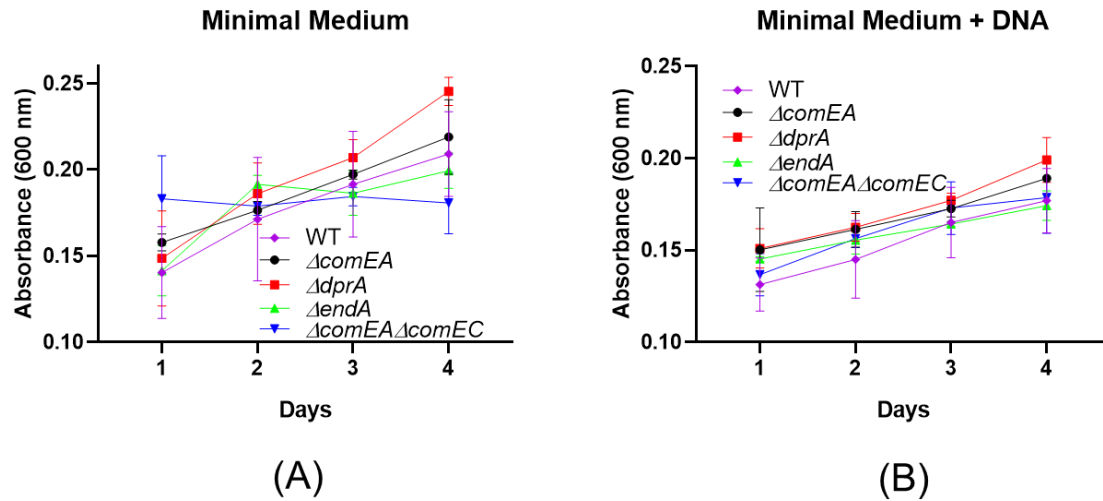 Minimal Medium
Absorbance (600 nm)
0.25
0.20
0.15
0.10
WT
ΔcomEA
ΔdprA
ΔendA
ΔcomEAΔcomEC
1 2 3 4
Days
(A)
Minimal Medium + DNA
Absorbance (600 nm)
0.25
0.20
0.15
0.10
WT
ΔcomEA
ΔdprA
ΔendA
ΔcomEAΔcomEC
1 2 3 4
Days
(B)